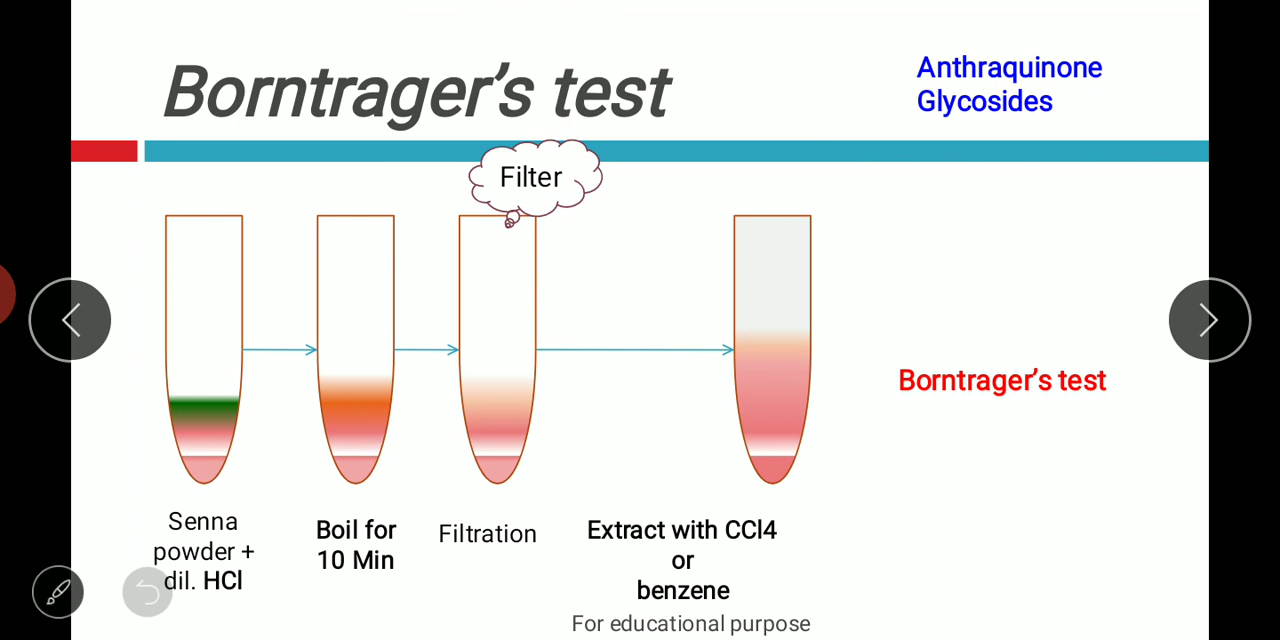 Borntrager's test
Anthraquinone
Glycosides
Filter
Borntrager's test
Senna
powder +
dil. HCl
Boil for
10 Min
Filtration
Extract with CCl4
or
benzene
For educational purpose